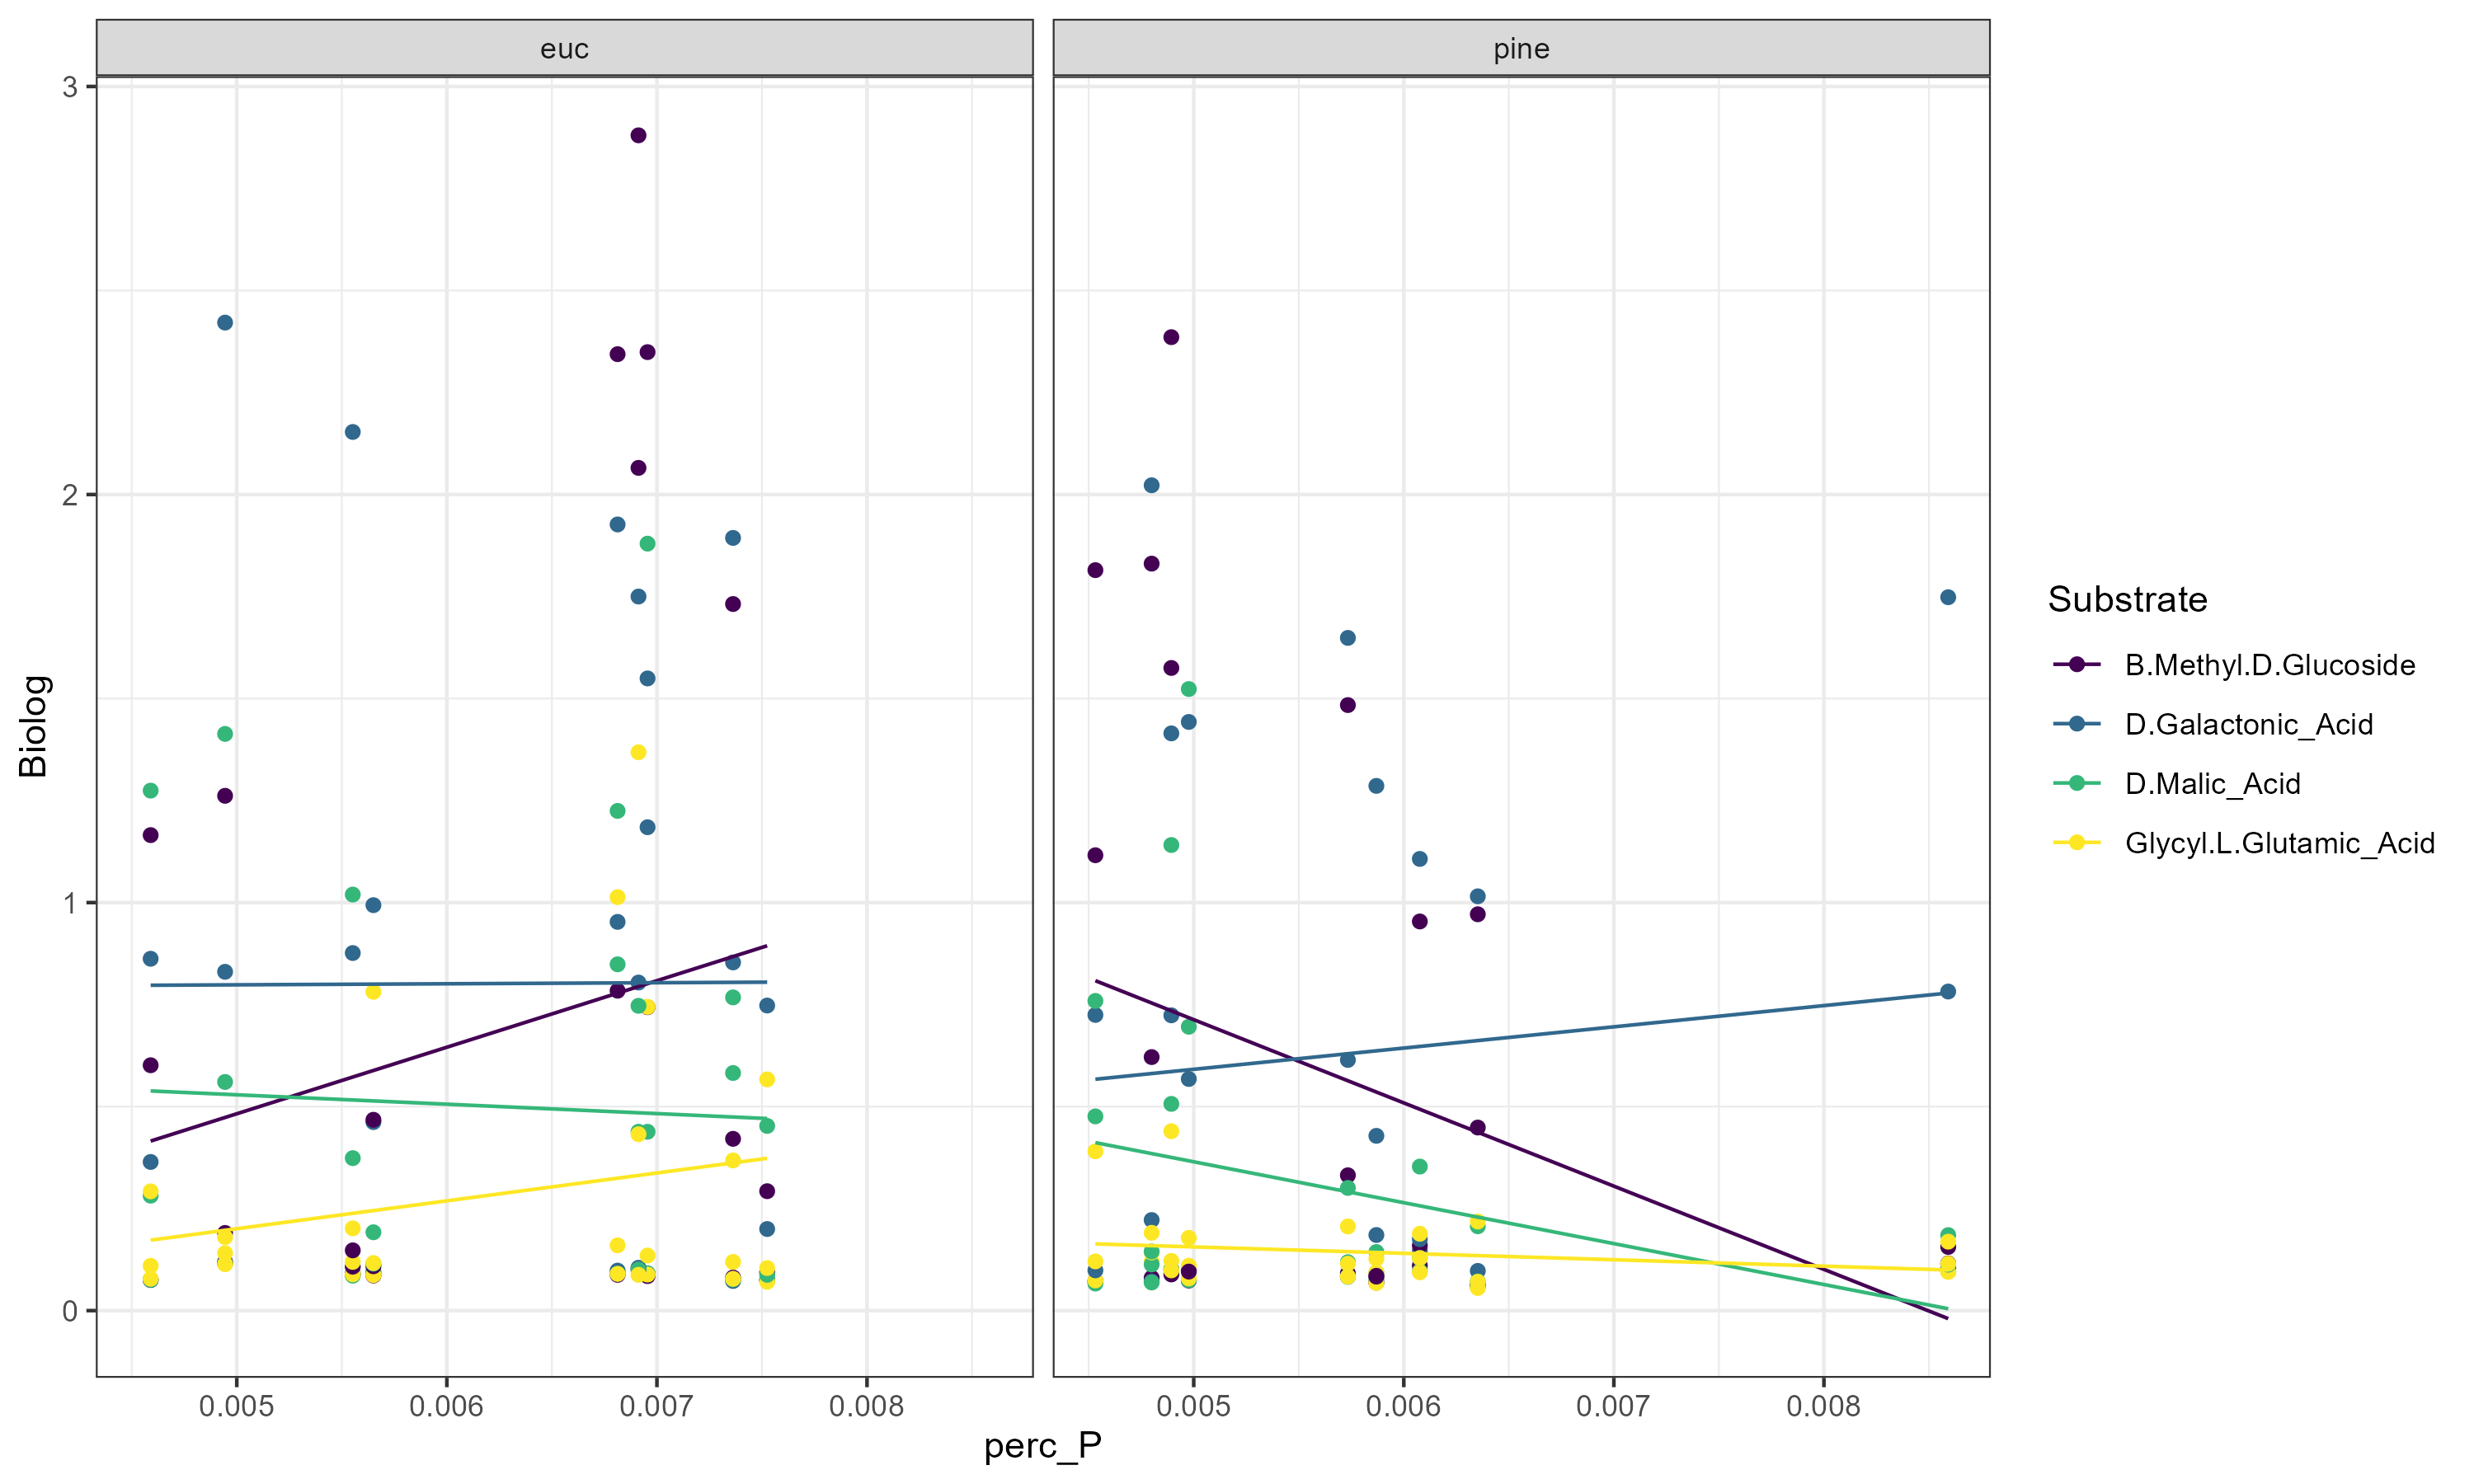 euc
pine
3
2
1
0
Biolog
0.005
0.006
0.007
0.008
0.005
0.006
0.007
0.008
perc_P
Substrate
B.Methyl.D.Glucoside
D.Galactonic_Acid
D.Malic_Acid
Glycyl.L.Glutamic_Acid